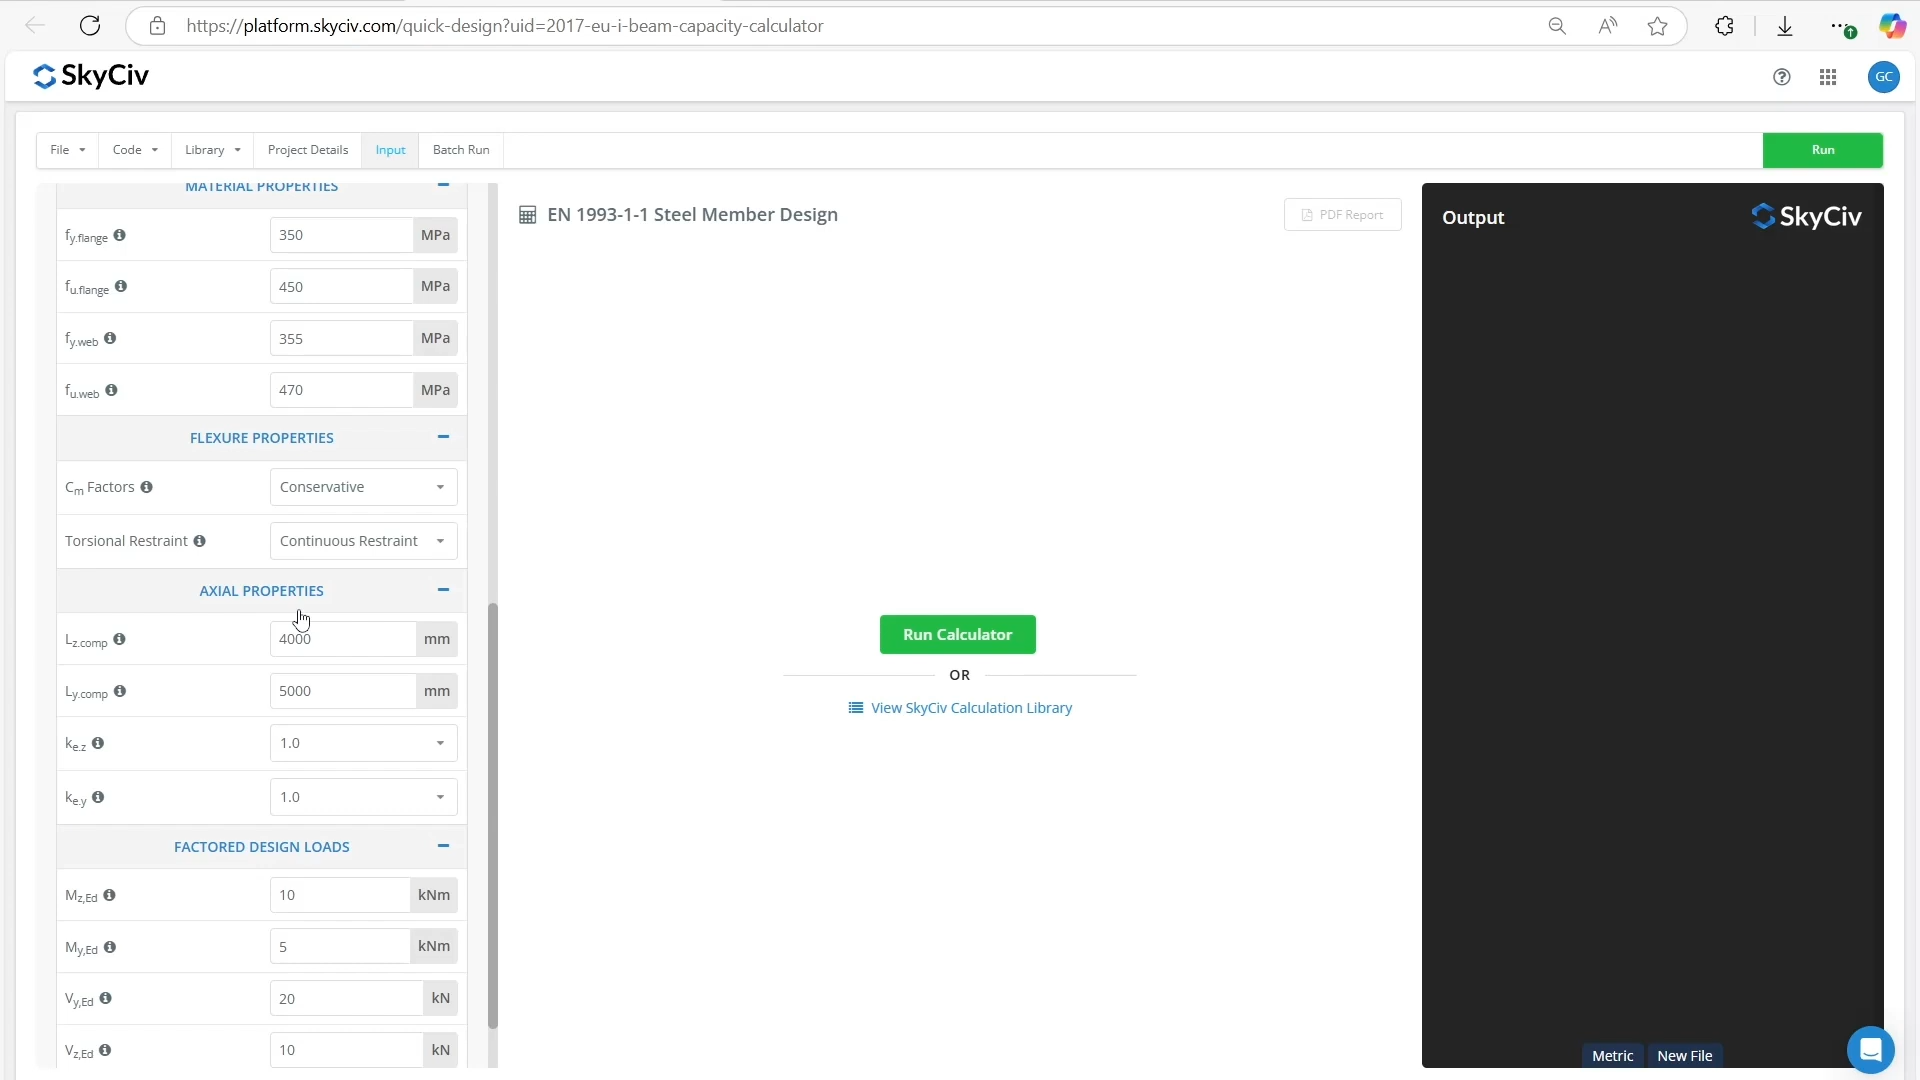 https://platform.skyciv.com/quick-design?uid=2017-eu-i-beam-capacity-calculator
SkyCiv
GC
File
Code
Library
Project Details
Input
Batch Run
Run
MATERIAL PROPERTIES
fy.flange
350
MPa
fu.flange
450
MPa
fy.web
355
MPa
fu.web
470
MPa
FLEXURE PROPERTIES
Cm Factors
Conservative
Torsional Restraint
Continuous Restraint
AXIAL PROPERTIES
Lz.comp
4000
mm
Ly.comp
5000
mm
ke.z
1.0
ke.y
1.0
FACTORED DESIGN LOADS
Mz,Ed
10
kNm
My,Ed
5
kNm
Vy,Ed
20
kN
Vz,Ed
10
kN
EN 1993-1-1 Steel Member Design
PDF Report
Run Calculator
OR
View SkyCiv Calculation Library
Output
SkyCiv
Metric
New File